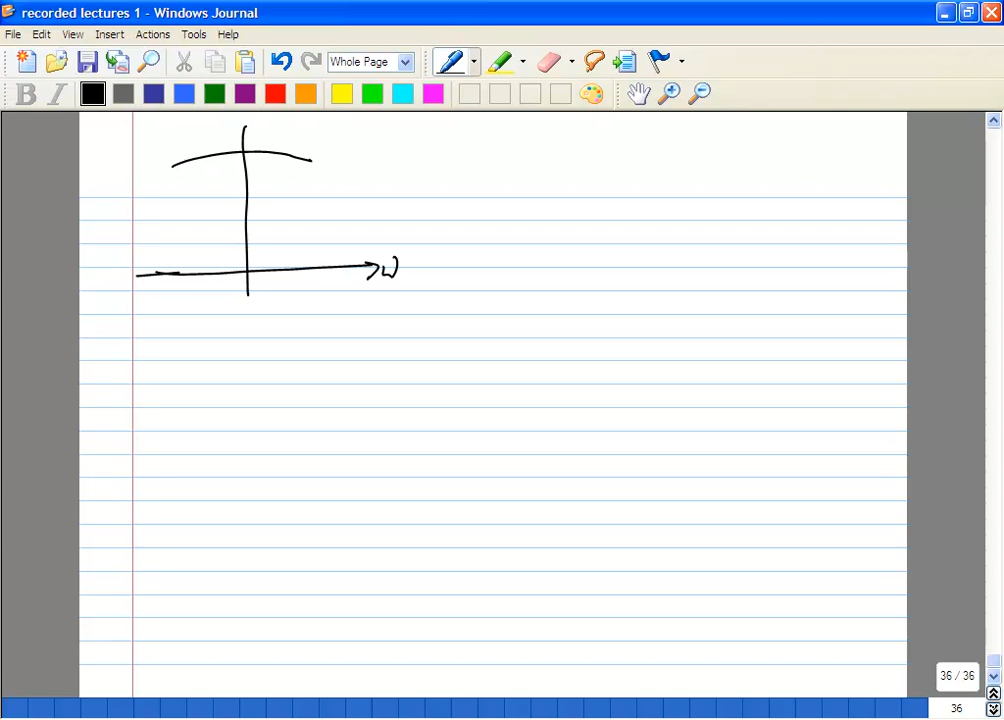 recorded lectures 1 - Windows Journal
File Edit View Insert Actions Tools Help
Whole Page
B I
ω
36 / 36
36